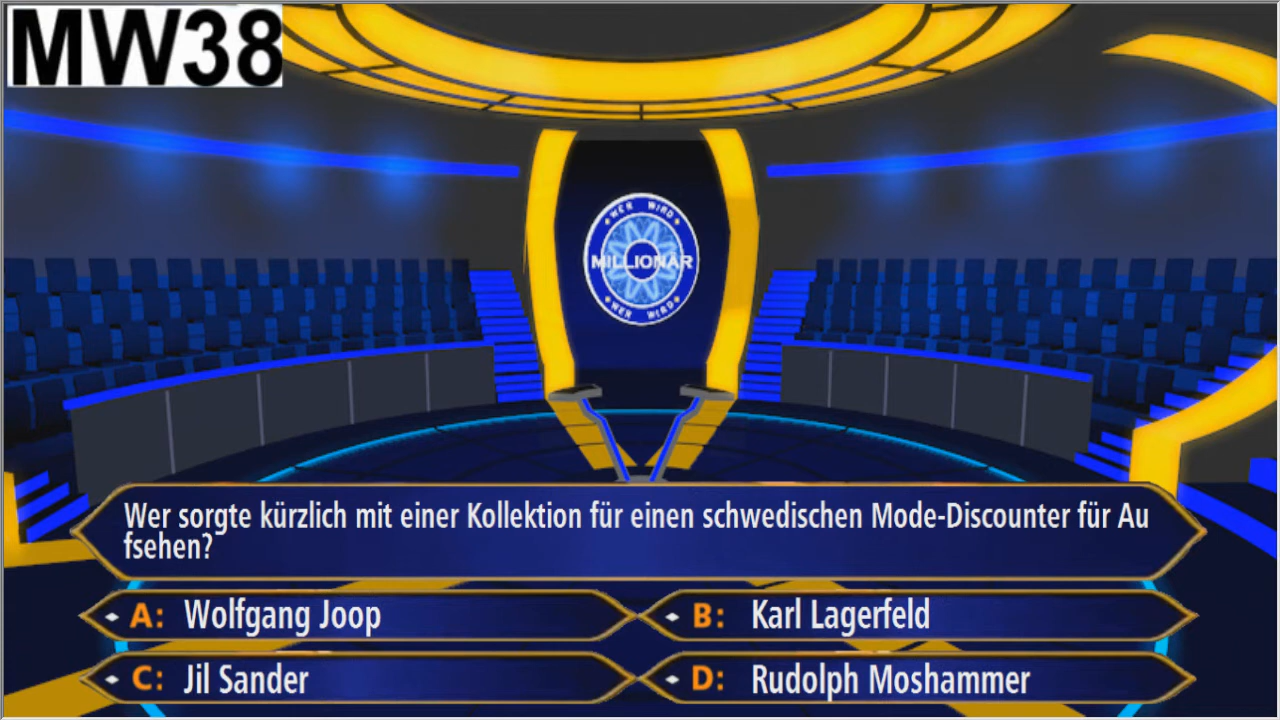 MW38
WER WIRD
MILLIONÄR
WER WIRD
Wer sorgte kürzlich mit einer Kollektion für einen schwedischen Mode-Discounter für Au
fsehen?
A: Wolfgang Joop
B: Karl Lagerfeld
C: Jil Sander
D: Rudolph Moshammer